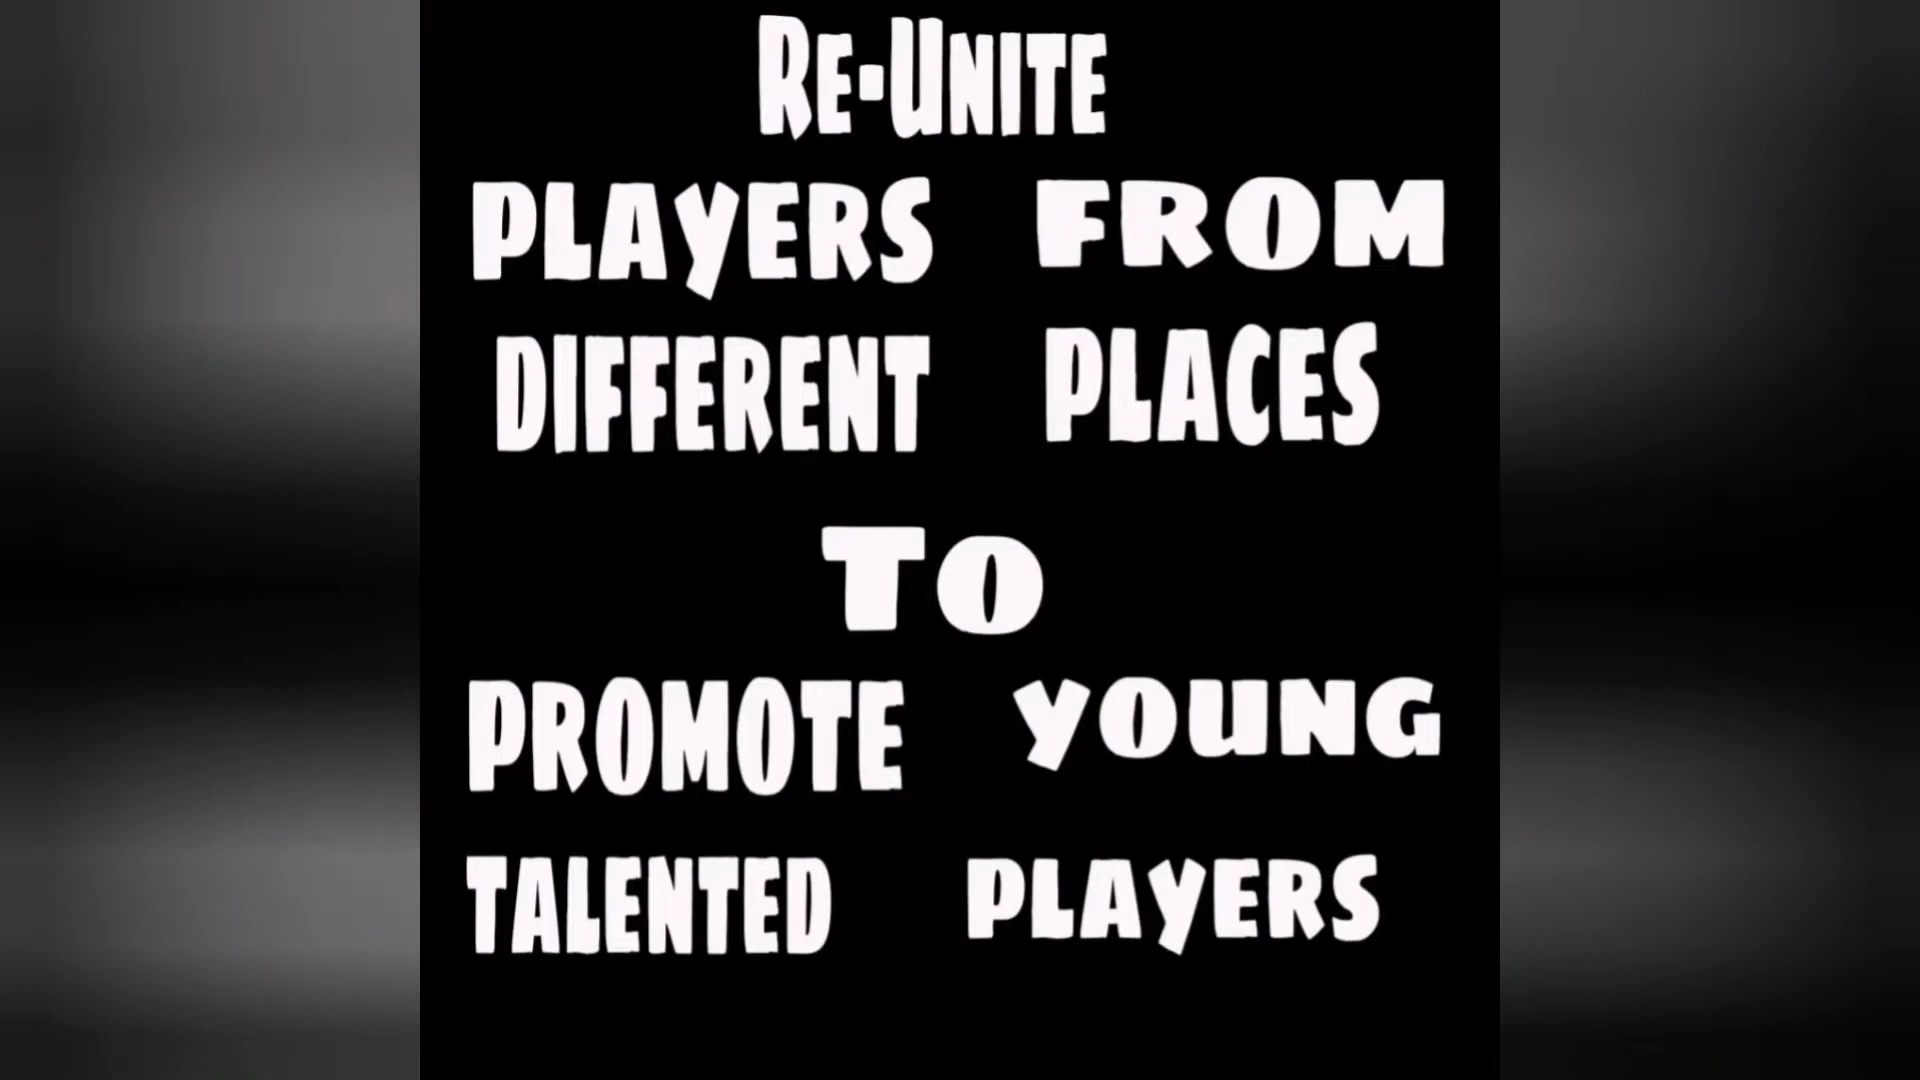 Re-Unite
PLAYERS FROM
DIFFERENT PLACES
TO
PROMOTE YOUNG
TALENTED PLAYERS